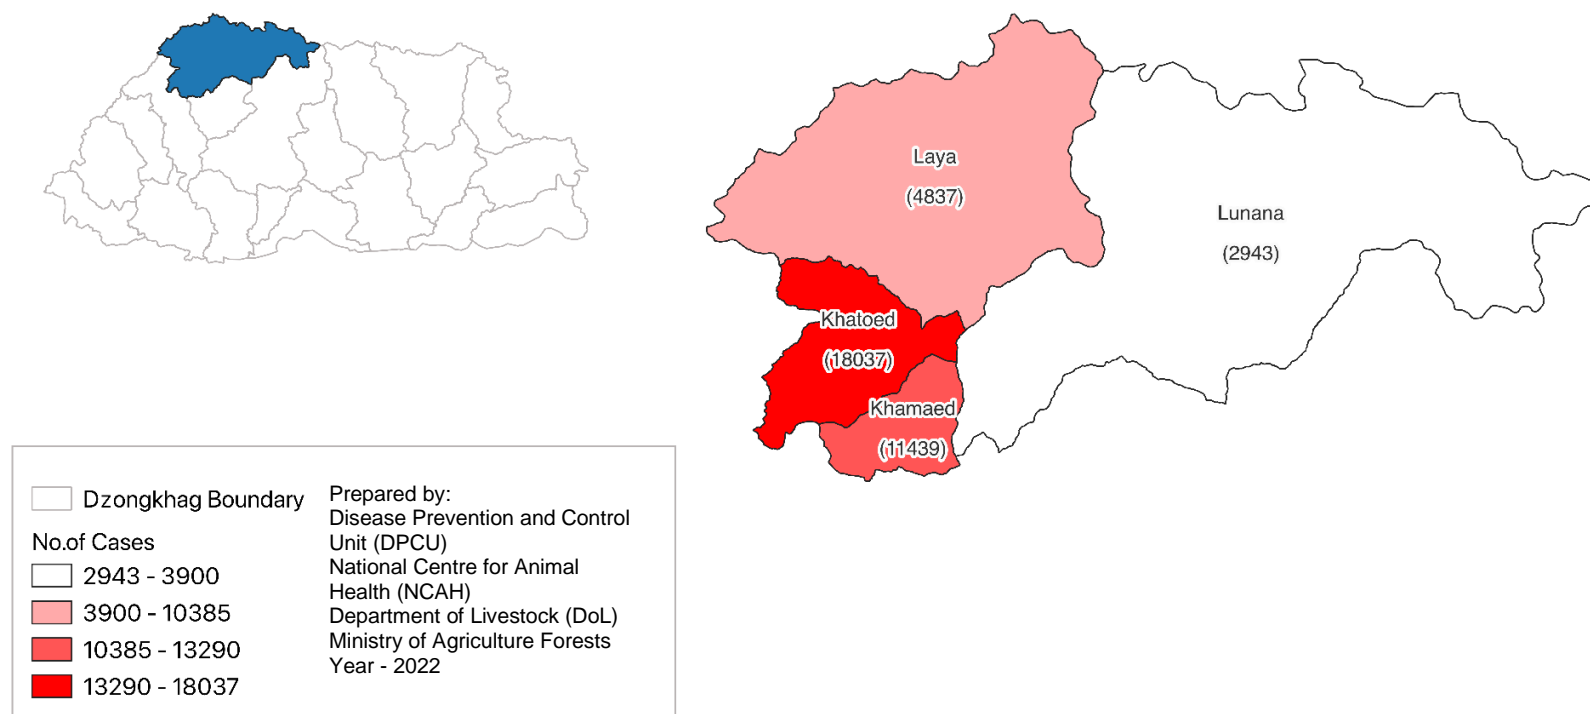 Laya
(4837)
Lunana
(2943)
Khatoed
(18037)
Khamaed
(11439)
Dzongkhag Boundary
No.of Cases
2943 - 3900
3900 - 10385
10385 - 13290
13290 - 18037
Prepared by:
Disease Prevention and Control
Unit (DPCU)
National Centre for Animal
Health (NCAH)
Department of Livestock (DoL)
Ministry of Agriculture Forests
Year - 2022